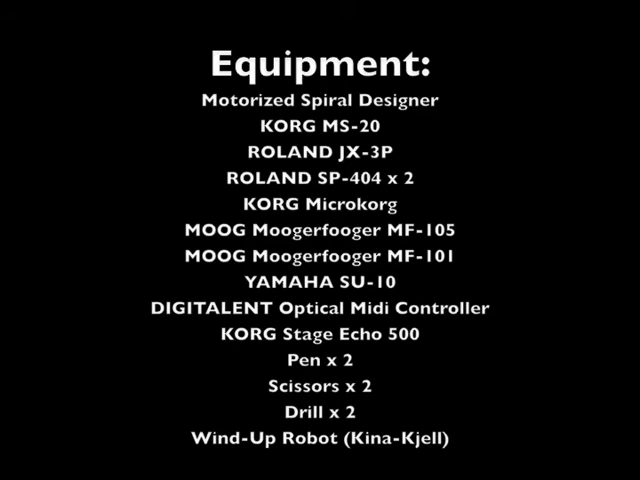 Equipment:
Motorized Spiral Designer
KORG MS-20
ROLAND JX-3P
ROLAND SP-404 x 2
KORG Microkorg
MOOG Moogerfooger MF-105
MOOG Moogerfooger MF-101
YAMAHA SU-10
DIGITALENT Optical Midi Controller
KORG Stage Echo 500
Pen x 2
Scissors x 2
Drill x 2
Wind-Up Robot (Kina-Kjell)